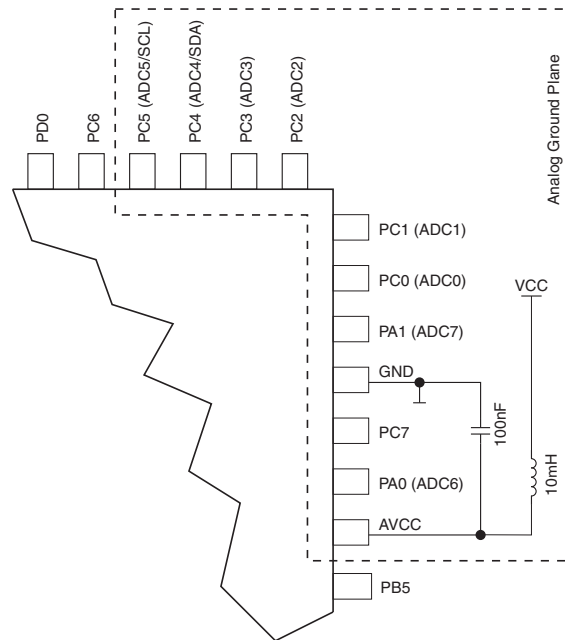 PD0
PC6
PC5 (ADC5/SCL)
PC4 (ADC4/SDA)
PC3 (ADC3)
PC2 (ADC2)
Analog Ground Plane
PC1 (ADC1)
PC0 (ADC0)
VCC
PA1 (ADC7)
GND
100nF
PC7
10mH
PA0 (ADC6)
AVCC
PB5